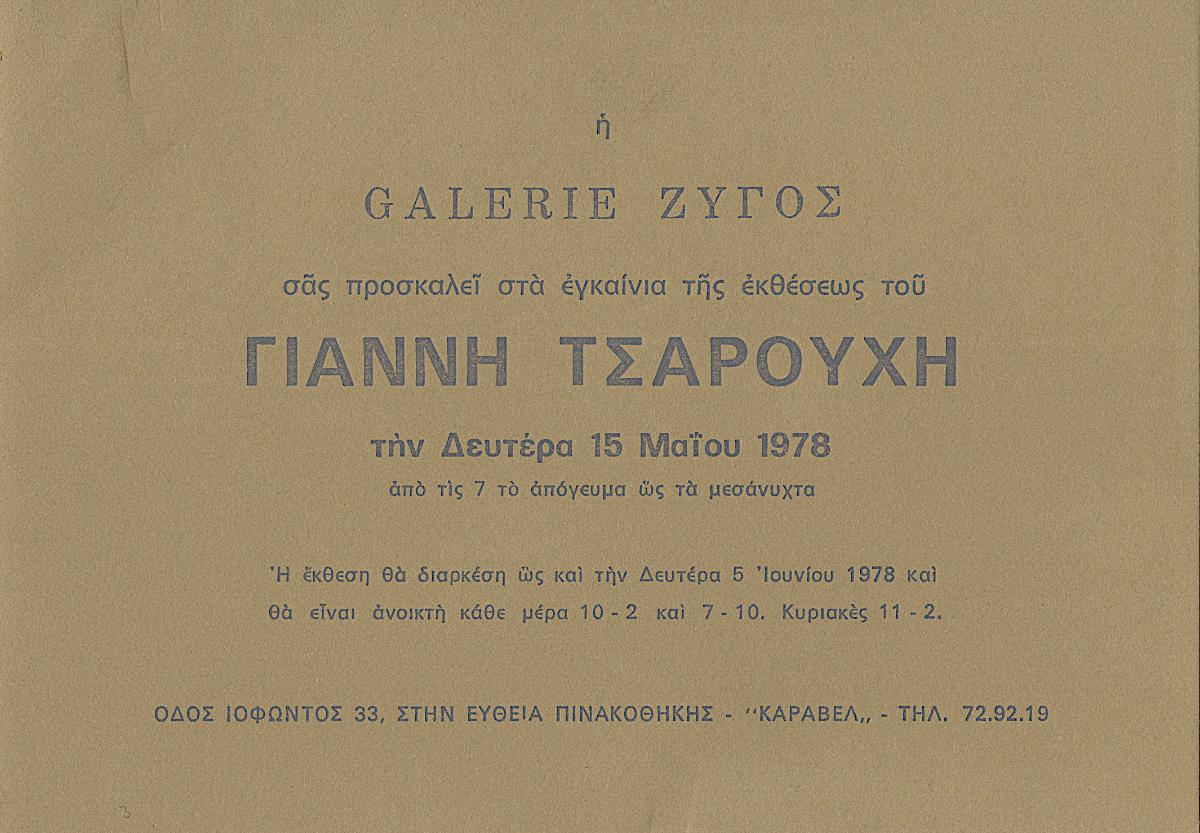 ἡ
GALERIE ΖΥΓΟΣ
σᾶς προσκαλεῖ στὰ ἐγκαίνια τῆς ἐκθέσεως τοῦ
ΓΙΑΝΝΗ ΤΣΑΡΟΥΧΗ
τὴν Δευτέρα 15 Μαΐου 1978
ἀπὸ τὶς 7 τὸ ἀπόγευμα ὣς τὰ μεσάνυχτα
Ἡ ἔκθεση θὰ διαρκέση ὣς καὶ τὴν Δευτέρα 5 Ἰουνίου 1978 καὶ
θὰ εἶναι ἀνοικτὴ κάθε μέρα 10 - 2 καὶ 7 - 10. Κυριακὲς 11 - 2.
ΟΔΟΣ ΙΟΦΩΝΤΟΣ 33, ΣΤΗΝ ΕΥΘΕΙΑ ΠΙΝΑΚΟΘΗΚΗΣ - “ΚΑΡΑΒΕΛ„ - ΤΗΛ. 72.92.19